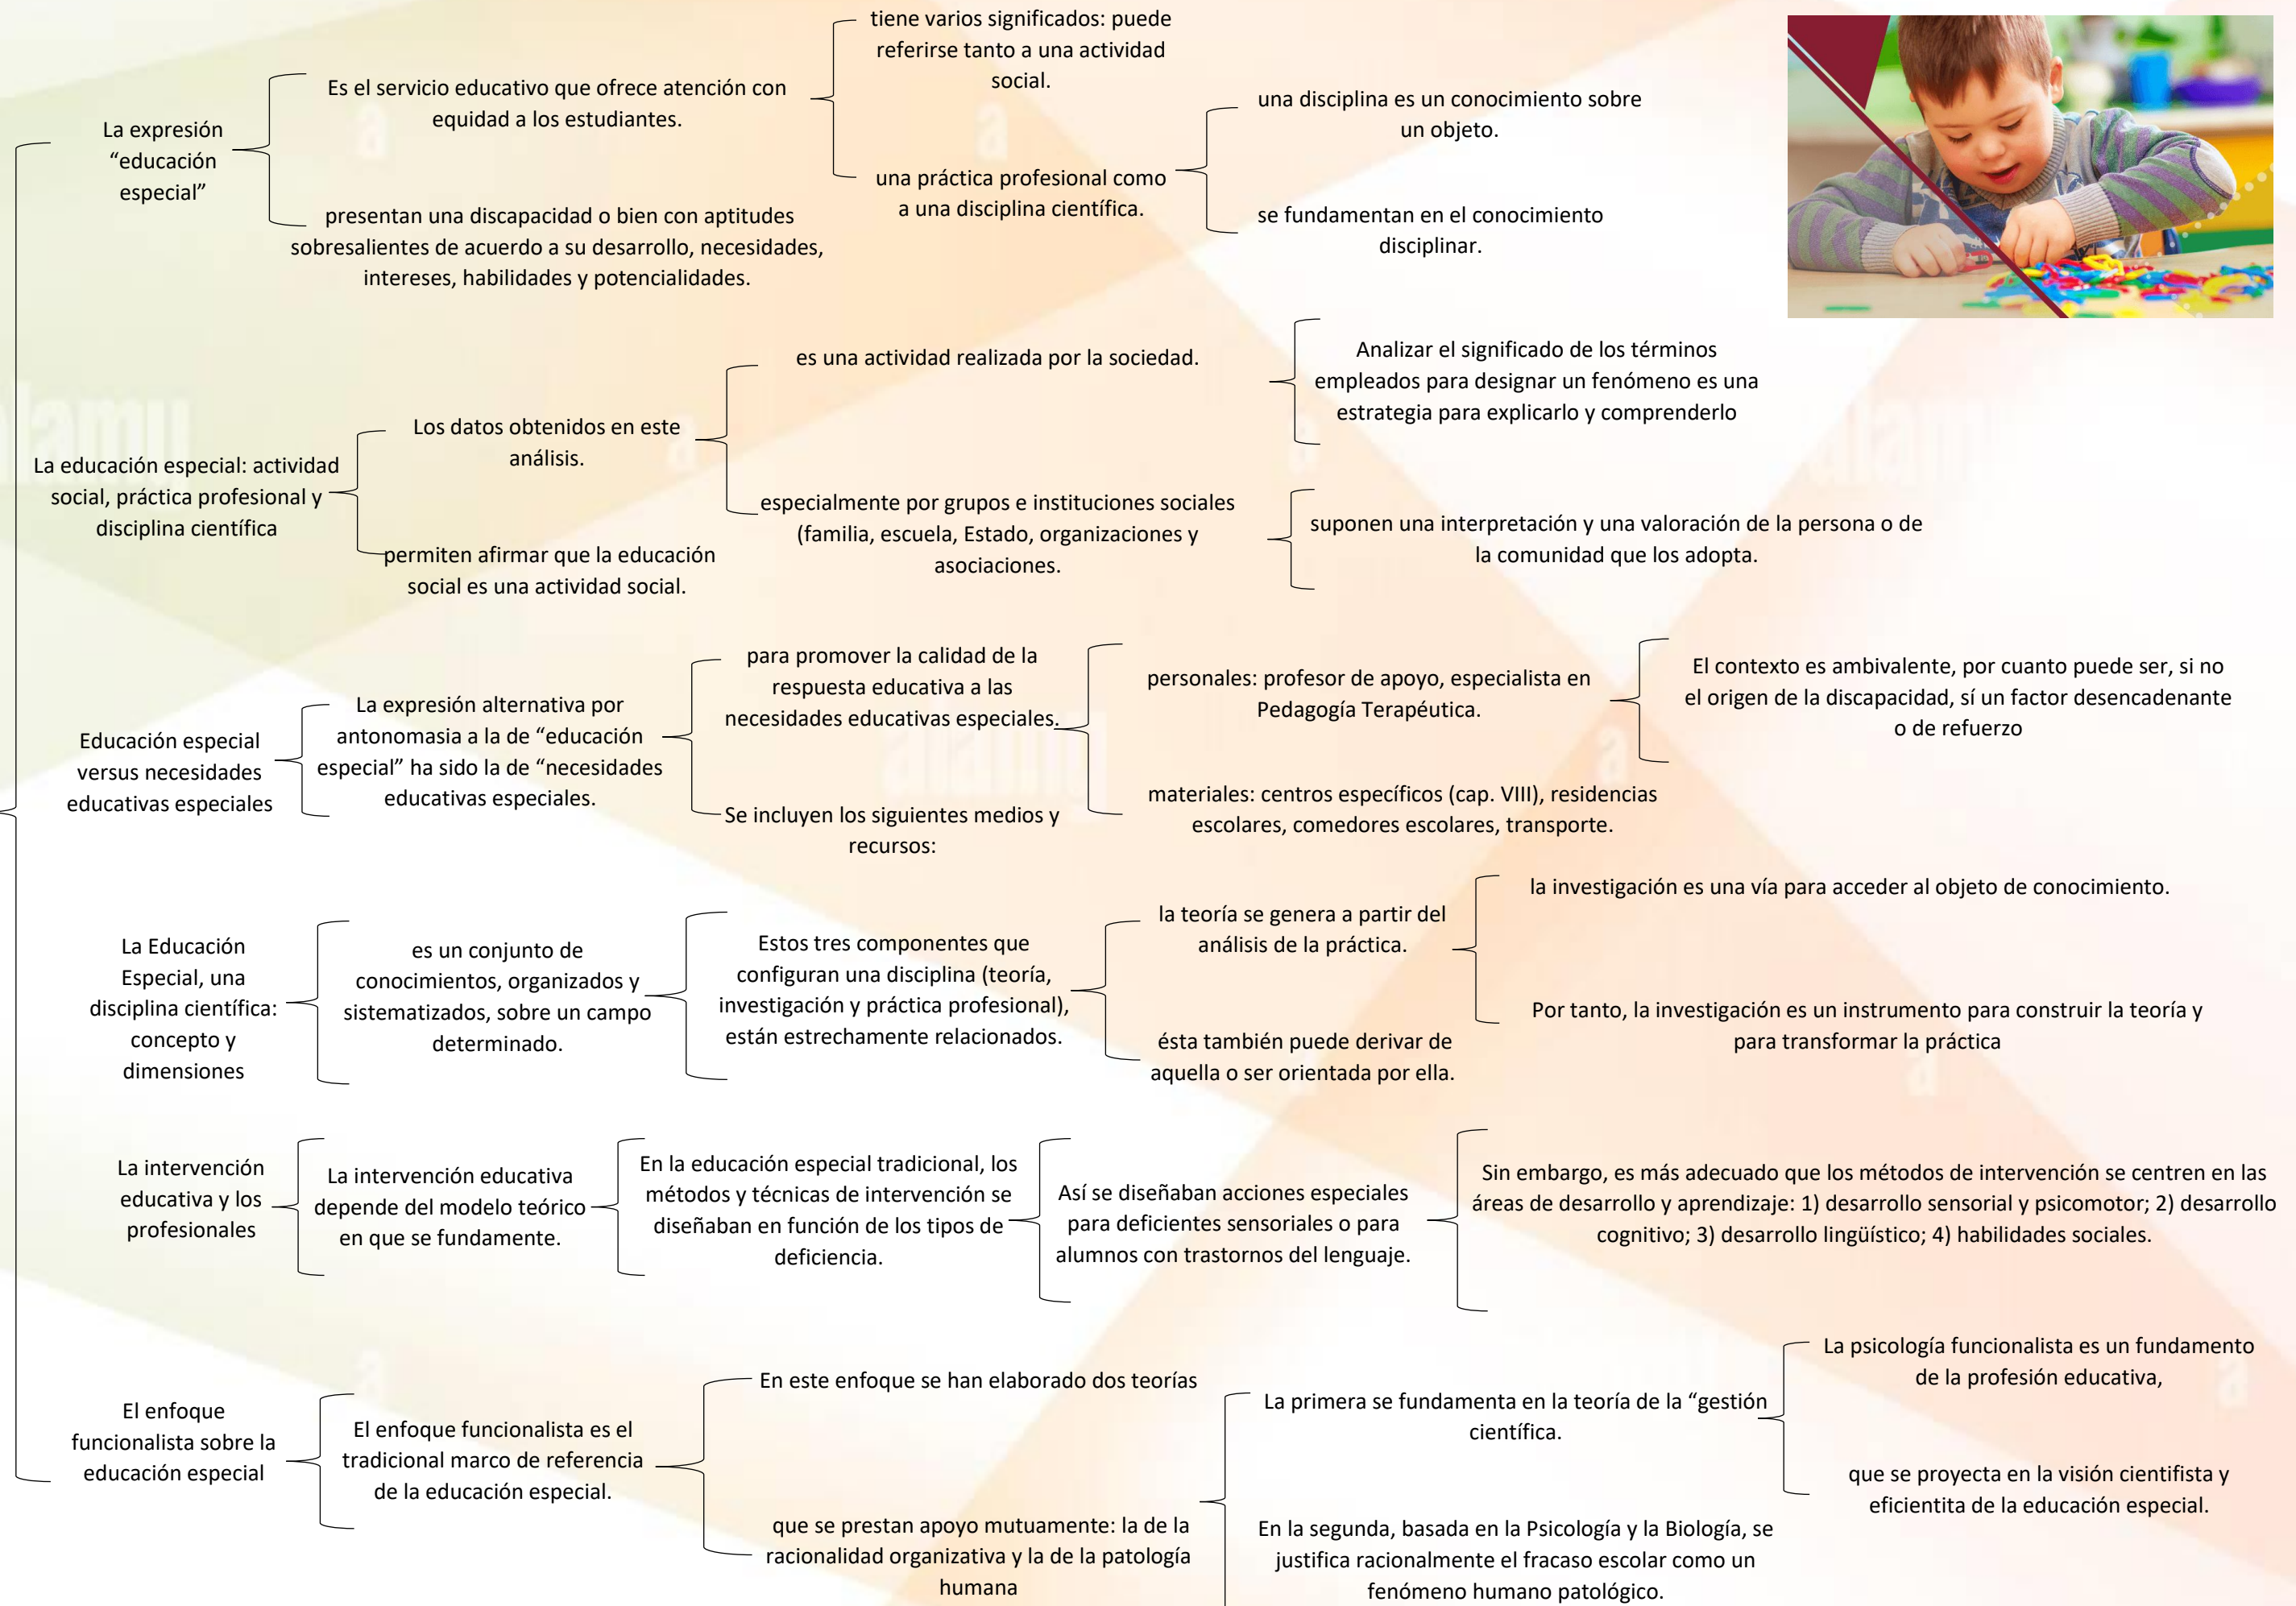 La expresión
“educación
especial”
Es el servicio educativo que ofrece atención con
equidad a los estudiantes.
presentan una discapacidad o bien con aptitudes
sobresalientes de acuerdo a su desarrollo, necesidades,
intereses, habilidades y potencialidades.
tiene varios significados: puede
referirse tanto a una actividad
social.
una práctica profesional como
a una disciplina científica.
una disciplina es un conocimiento sobre
un objeto.
se fundamentan en el conocimiento
disciplinar.
La educación especial: actividad
social, práctica profesional y
disciplina científica
Los datos obtenidos en este
análisis.
permiten afirmar que la educación
social es una actividad social.
es una actividad realizada por la sociedad.
especialmente por grupos e instituciones sociales
(familia, escuela, Estado, organizaciones y
asociaciones.
Analizar el significado de los términos
empleados para designar un fenómeno es una
estrategia para explicarlo y comprenderlo
suponen una interpretación y una valoración de la persona o de
la comunidad que los adopta.
Educación especial
versus necesidades
educativas especiales
La expresión alternativa por
antonomasia a la de “educación
especial” ha sido la de “necesidades
educativas especiales.
para promover la calidad de la
respuesta educativa a las
necesidades educativas especiales.
Se incluyen los siguientes medios y
recursos:
personales: profesor de apoyo, especialista en
Pedagogía Terapéutica.
materiales: centros específicos (cap. VIII), residencias
escolares, comedores escolares, transporte.
El contexto es ambivalente, por cuanto puede ser, si no
el origen de la discapacidad, sí un factor desencadenante
o de refuerzo
La Educación
Especial, una
disciplina científica:
concepto y
dimensiones
es un conjunto de
conocimientos, organizados y
sistematizados, sobre un campo
determinado.
Estos tres componentes que
configuran una disciplina (teoría,
investigación y práctica profesional),
están estrechamente relacionados.
la teoría se genera a partir del
análisis de la práctica.
ésta también puede derivar de
aquella o ser orientada por ella.
la investigación es una vía para acceder al objeto de conocimiento.
Por tanto, la investigación es un instrumento para construir la teoría y
para transformar la práctica
La intervención
educativa y los
profesionales
La intervención educativa
depende del modelo teórico
en que se fundamente.
En la educación especial tradicional, los
métodos y técnicas de intervención se
diseñaban en función de los tipos de
deficiencia.
Así se diseñaban acciones especiales
para deficientes sensoriales o para
alumnos con trastornos del lenguaje.
Sin embargo, es más adecuado que los métodos de intervención se centren en las
áreas de desarrollo y aprendizaje: 1) desarrollo sensorial y psicomotor; 2) desarrollo
cognitivo; 3) desarrollo lingüístico; 4) habilidades sociales.
El enfoque
funcionalista sobre la
educación especial
El enfoque funcionalista es el
tradicional marco de referencia
de la educación especial.
En este enfoque se han elaborado dos teorías
que se prestan apoyo mutuamente: la de la
racionalidad organizativa y la de la patología
humana
La primera se fundamenta en la teoría de la “gestión
científica.
En la segunda, basada en la Psicología y la Biología, se
justifica racionalmente el fracaso escolar como un
fenómeno humano patológico.
La psicología funcionalista es un fundamento
de la profesión educativa,
que se proyecta en la visión cientifista y
eficientita de la educación especial.
alamy